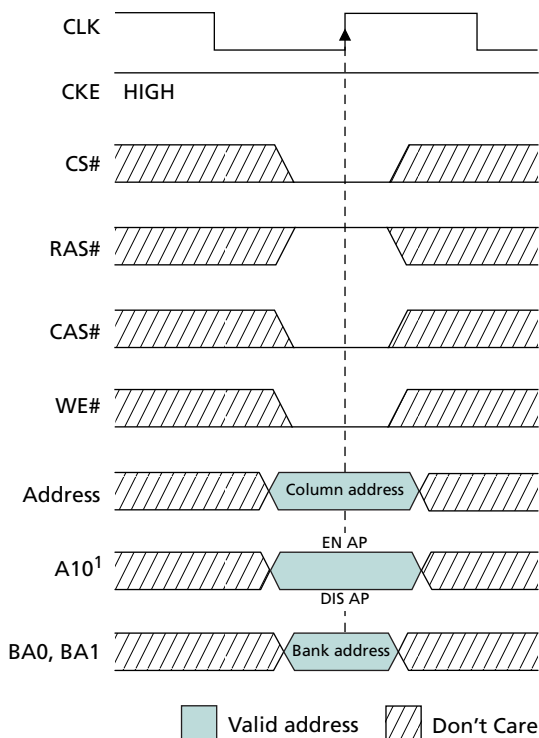 CLK
CKE HIGH
CS#
RAS#
CAS#
WE#
Address Column address
EN AP
A10¹
DIS AP
BA0, BA1 Bank address
Valid address Don't Care